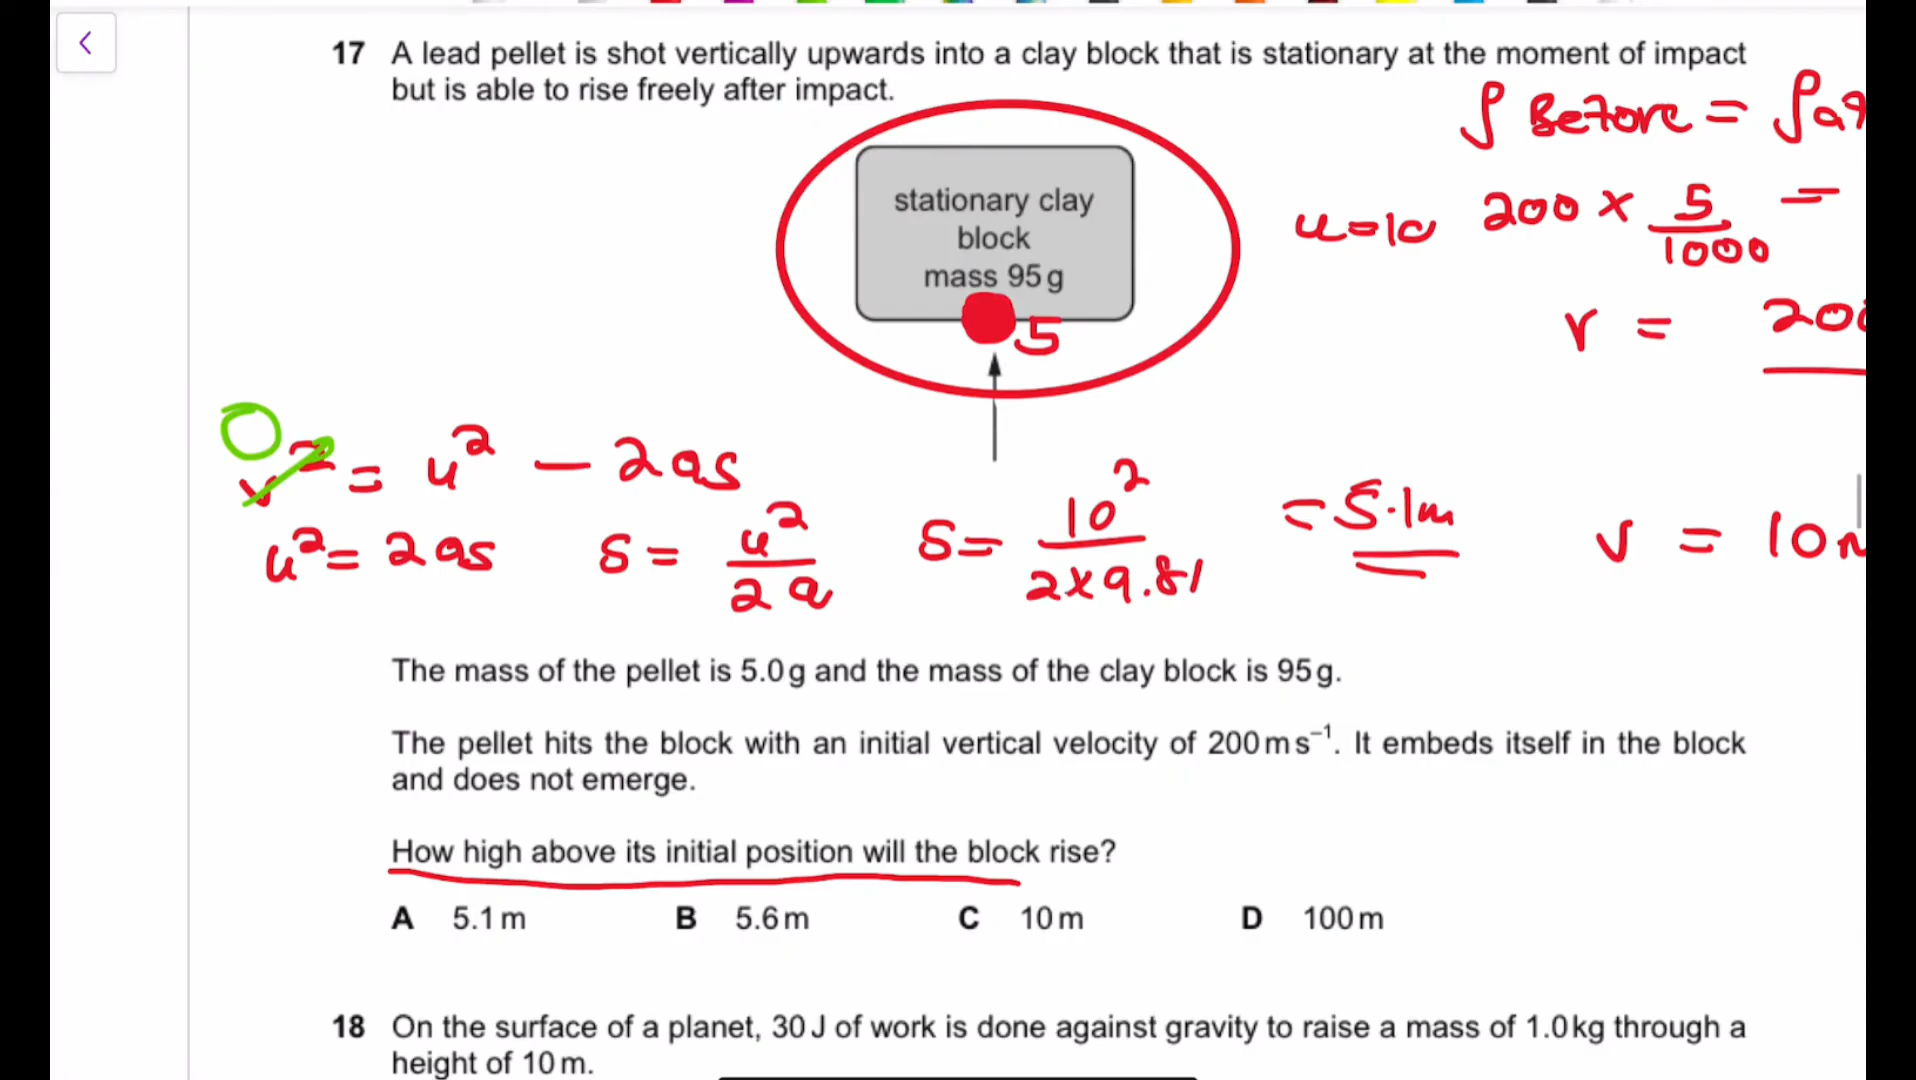 17 A lead pellet is shot vertically upwards into a clay block that is stationary at the moment of impact
but is able to rise freely after impact.
Before =
stationary clay
block
mass 95 g
5
u=10 200 × 5/1000 =
v =
v² = u² – 2as
0
u² = 2as s = u²/2a s = 10²/2×9.81 = 5.1m v = 10
The mass of the pellet is 5.0 g and the mass of the clay block is 95 g.
The pellet hits the block with an initial vertical velocity of 200 m s⁻¹. It embeds itself in the block
and does not emerge.
How high above its initial position will the block rise?
A 5.1 m B 5.6 m C 10 m D 100 m
18 On the surface of a planet, 30 J of work is done against gravity to raise a mass of 1.0 kg through a
height of 10 m.